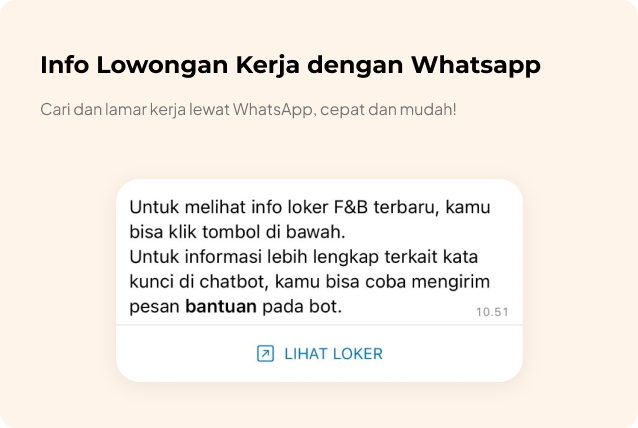 Info Lowongan Kerja dengan Whatsapp
Cari dan lamar kerja lewat WhatsApp, cepat dan mudah!
Untuk melihat info loker F&B terbaru, kamu
bisa klik tombol di bawah.
Untuk informasi lebih lengkap terkait kata
kunci di chatbot, kamu bisa coba mengirim
pesan bantuan pada bot.
10.51
LIHAT LOKER